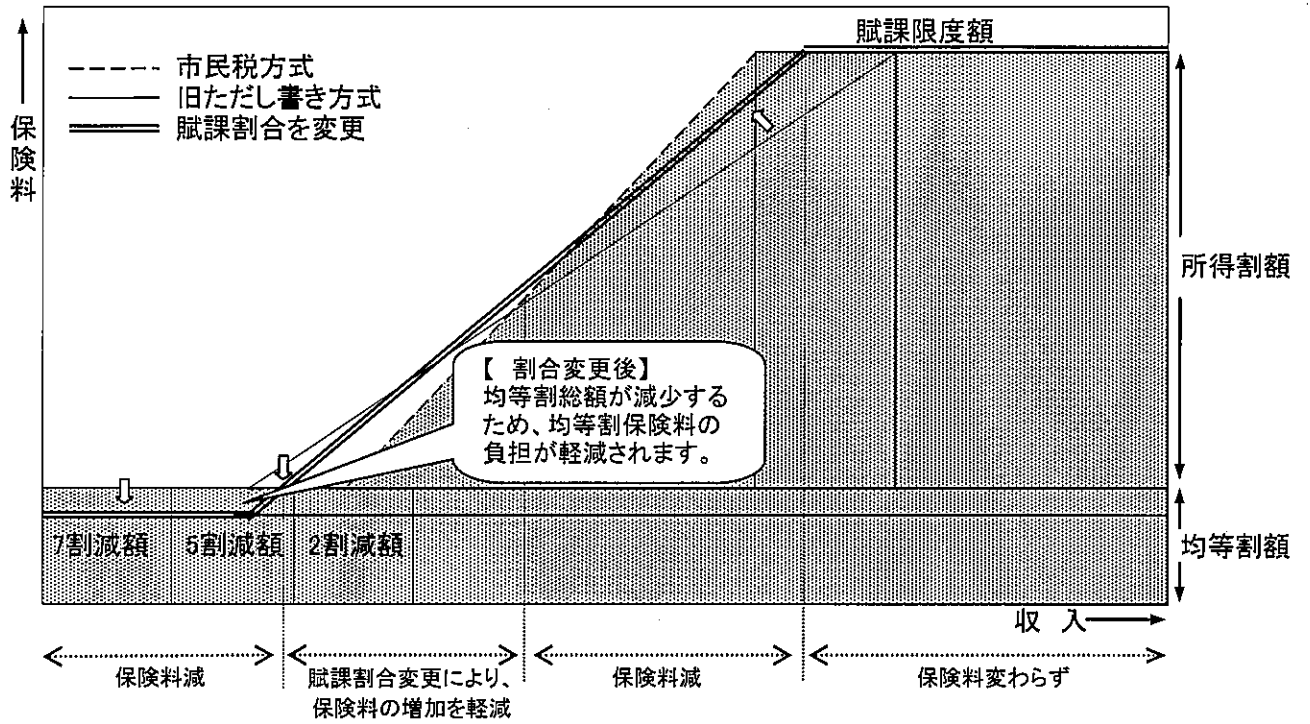 賦課限度額
市民税方式
旧ただし書き方式
賦課割合を変更
保険料
所得割額
【 割合変更後】
均等割総額が減少する
ため、均等割保険料の
負担が軽減されます。
7割減額
5割減額
2割減額
均等割額
収 入
保険料減
賦課割合変更により、
保険料の増加を軽減
保険料減
保険料変わらず